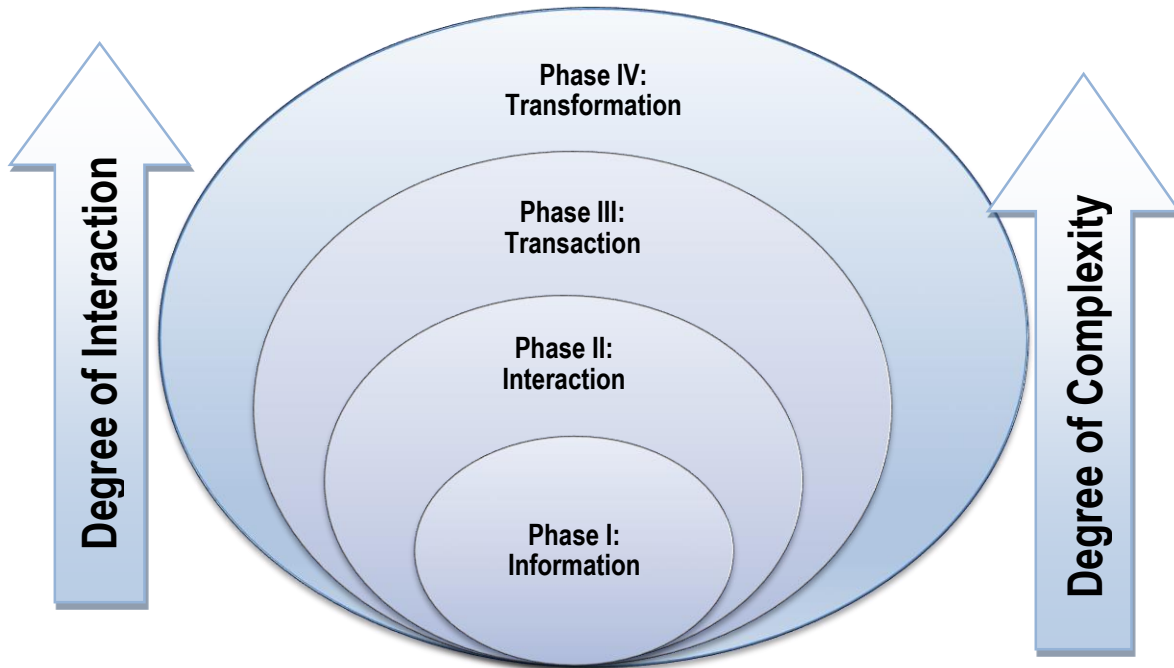 Phase IV:
Transformation
Phase III:
Transaction
Phase II:
Interaction
Phase I:
Information
Degree of Interaction
Degree of Complexity